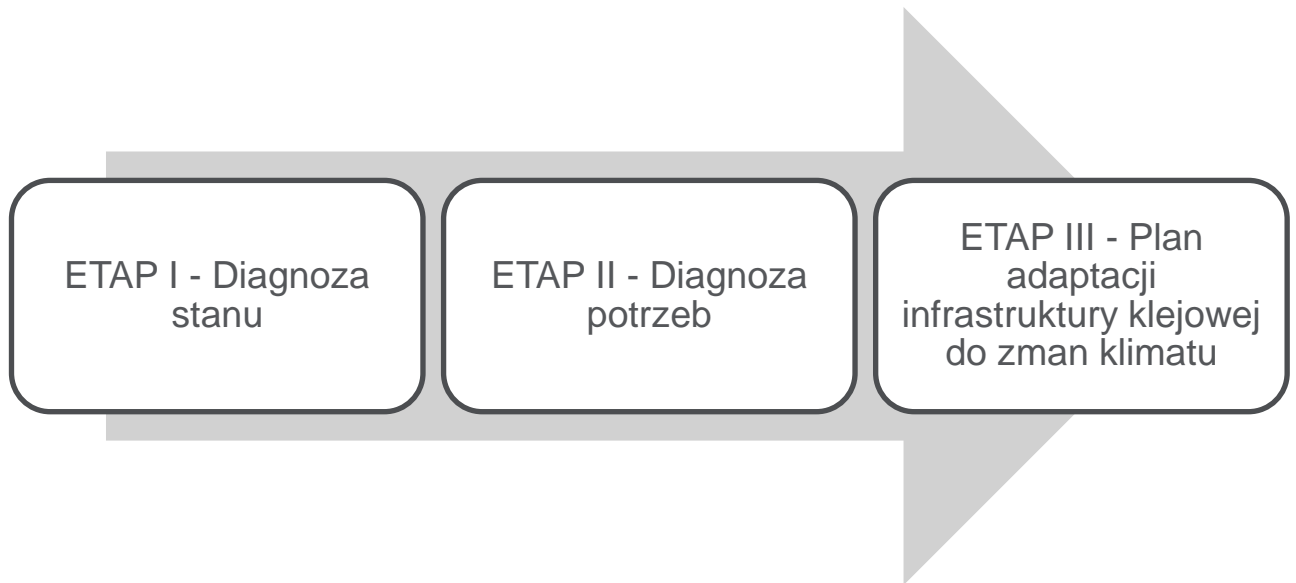 ETAP I - Diagnoza
stanu
ETAP II - Diagnoza
potrzeb
ETAP III - Plan
adaptacji
infrastruktury klejowej
do zman klimatu